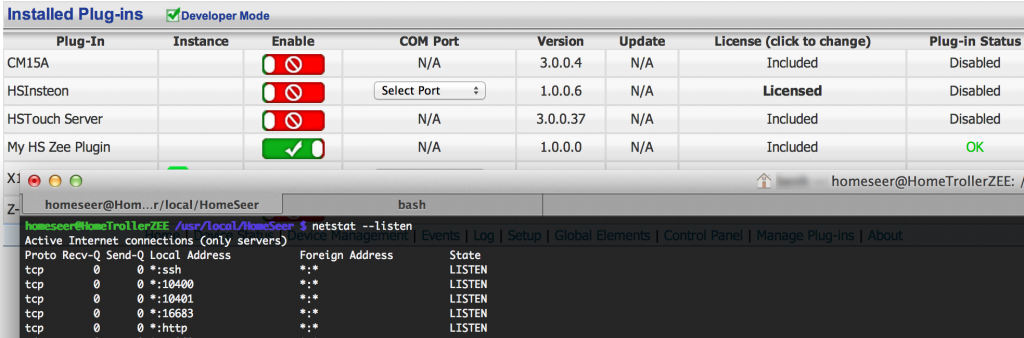 Installed Plug-ins Developer Mode
Plug-In Instance Enable COM Port Version Update License (click to change) Plug-in Status
CM15A N/A 3.0.0.4 N/A Included Disabled
HSInsteon Select Port 1.0.0.6 N/A Licensed Disabled
HSTouch Server N/A 3.0.0.37 N/A Included Disabled
My HS Zee Plugin N/A 1.0.0.0 N/A Included OK
X1
homeseer@HomeTrollerZEE: /
Z-
homeseer@Hom...r/local/HomeSeer bash
homeseer@HomeTrollerZEE /usr/local/HomeSeer $ netstat --listen
Device Management | Events | Log | Setup | Global Elements | Control Panel | Manage Plug-ins | About
Active Internet connections (only servers)
Proto Recv-Q Send-Q Local Address Foreign Address State
tcp 0 0 *:ssh *:* LISTEN
tcp 0 0 *:10400 *:* LISTEN
tcp 0 0 *:10401 *:* LISTEN
tcp 0 0 *:16683 *:* LISTEN
tcp 0 0 *:http *:* LISTEN